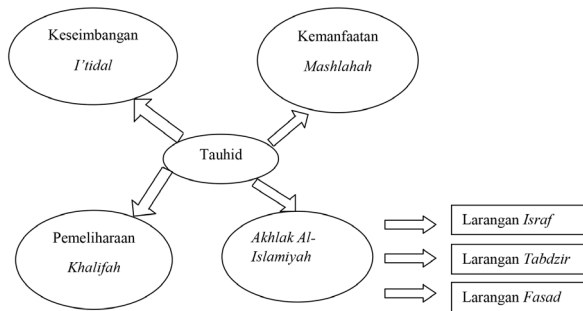 Keseimbangan
I'tidal
Kemanfaatan
Mashlahah
Tauhid
Pemeliharaan
Khalifah
Akhlak Al-
Islamiyah
Larangan Israf
Larangan Tabdzir
Larangan Fasad